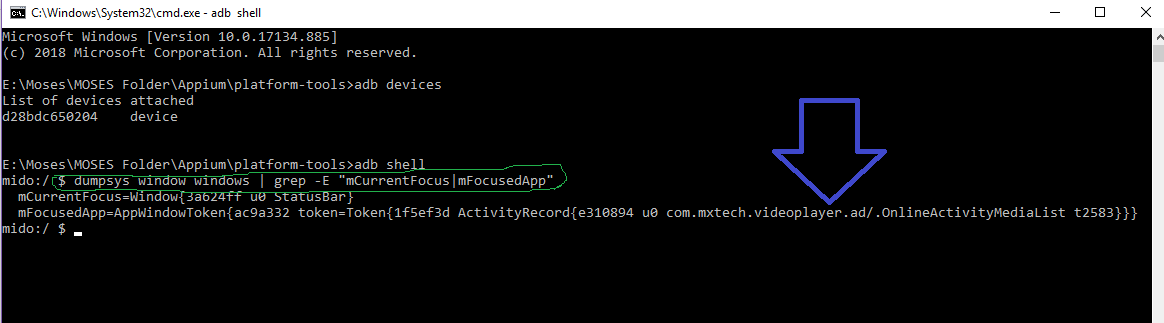 C:\Windows\System32\cmd.exe - adb  shell
Microsoft Windows [Version 10.0.17134.885]
(c) 2018 Microsoft Corporation. All rights reserved.
E:\Moses\MOSES Folder\Appium\platform-tools>adb devices
List of devices attached
d28bdc650204    device
E:\Moses\MOSES Folder\Appium\platform-tools>adb shell
mido:/ $ dumpsys window windows | grep -E "mCurrentFocus|mFocusedApp"
  mCurrentFocus=Window{3a624ff u0 StatusBar}
  mFocusedApp=AppWindowToken{ac9a332 token=Token{1f5ef3d ActivityRecord{e310894 u0 com.mxtech.videoplayer.ad/.OnlineActivityMediaList t2583}}}
mido:/ $